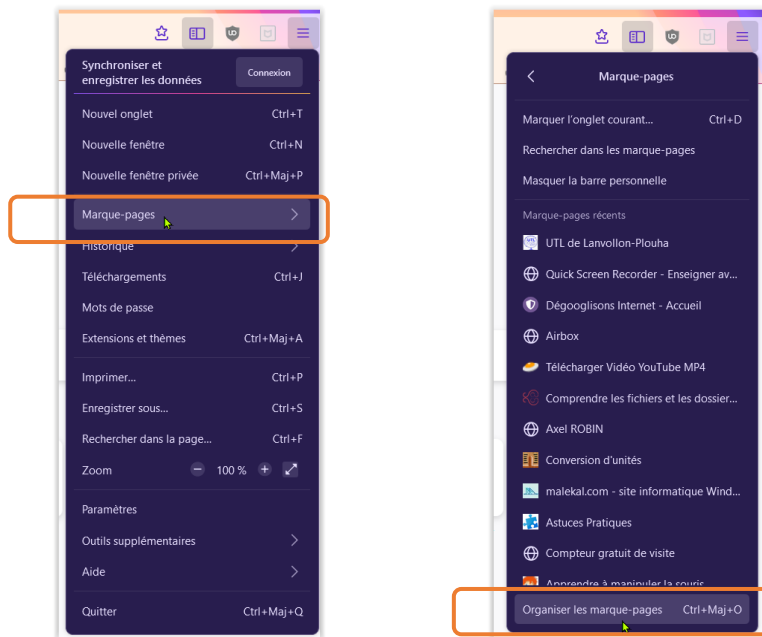 Synchroniser et
enregistrer les données
Connexion
Nouvel onglet Ctrl+T
Nouvelle fenêtre Ctrl+N
Nouvelle fenêtre privée Ctrl+Maj+P
Marque-pages
Historique
Téléchargements Ctrl+J
Mots de passe
Extensions et thèmes Ctrl+Maj+A
Imprimer... Ctrl+P
Enregistrer sous... Ctrl+S
Rechercher dans la page... Ctrl+F
Zoom 100 %
Paramètres
Outils supplémentaires
Aide
Quitter Ctrl+Maj+Q
Marque-pages
Marquer l'onglet courant... Ctrl+D
Rechercher dans les marque-pages
Masquer la barre personnelle
Marque-pages récents
UTL de Lanvollon-Plouha
Quick Screen Recorder - Enseigner av...
Dégooglisons Internet - Accueil
Airbox
Télécharger Vidéo YouTube MP4
Comprendre les fichiers et les dossier...
Axel ROBIN
Conversion d'unités
malekal.com - site informatique Wind...
Astuces Pratiques
Compteur gratuit de visite
Apprendre à manipuler la souris
Organiser les marque-pages Ctrl+Maj+O